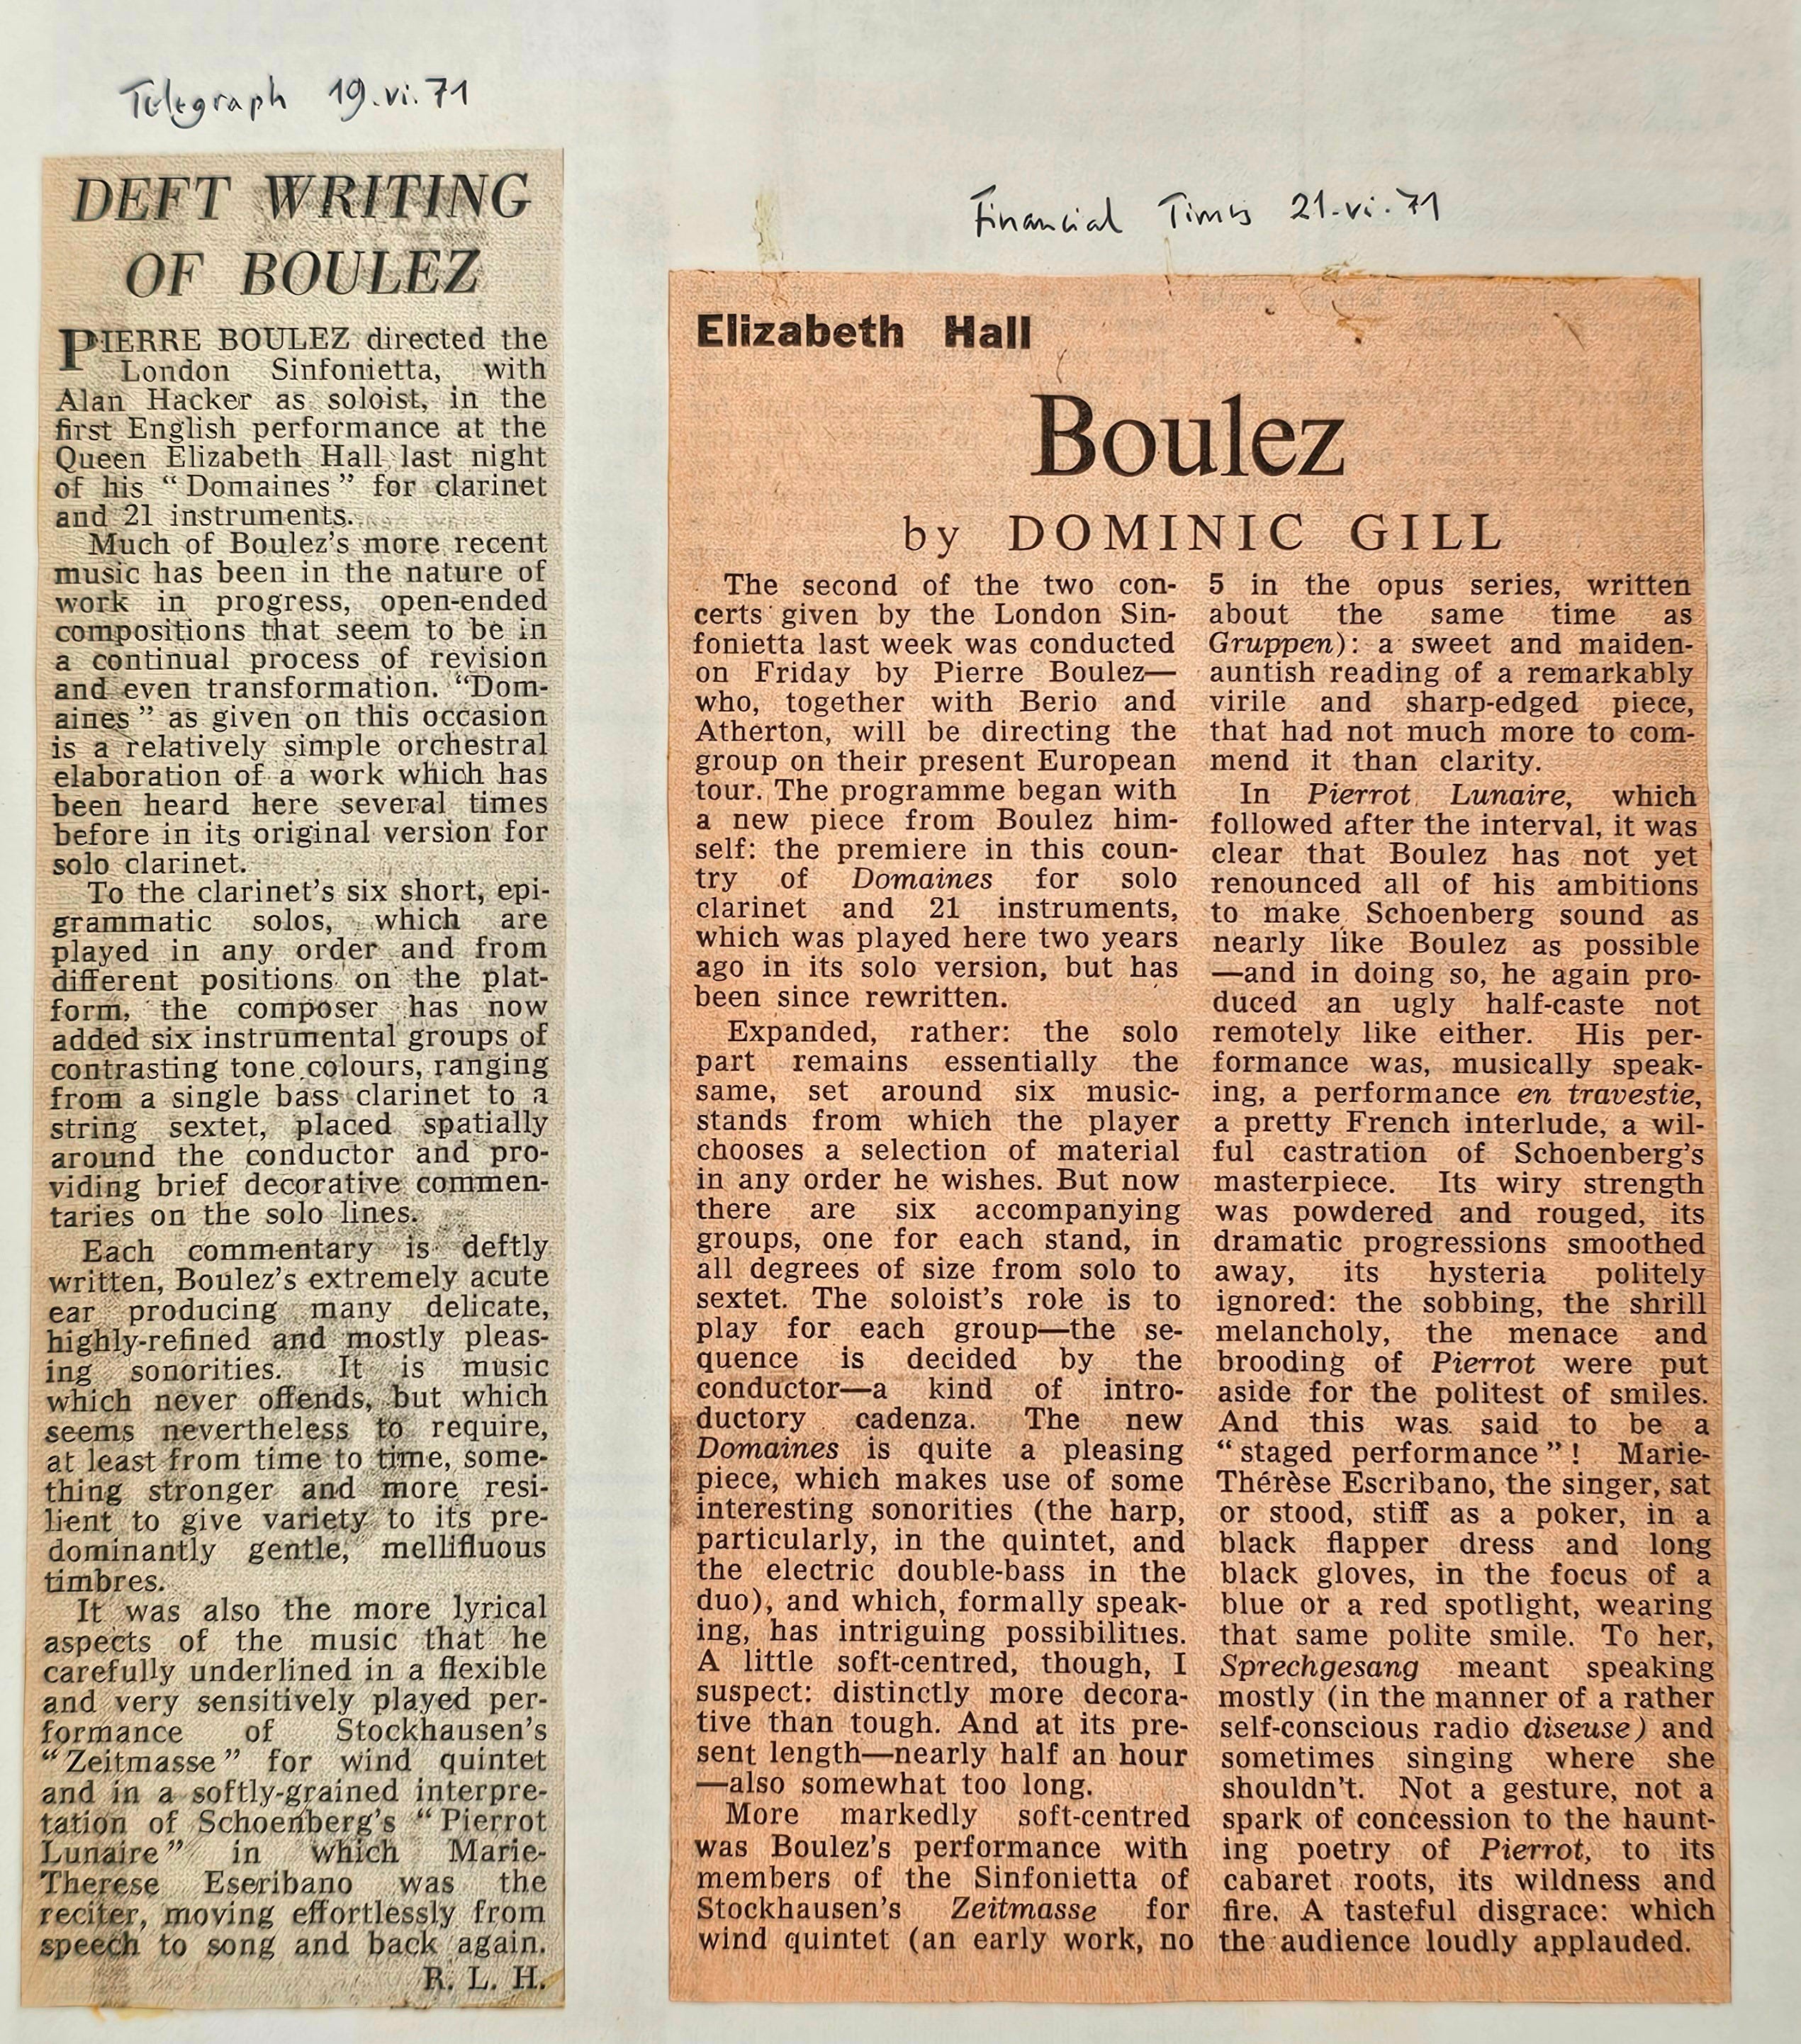 Telegraph 19.vi.71
DEFT WRITING
OF BOULEZ
PIERRE BOULEZ directed the
London Sinfonietta, with
Alan Hacker as soloist, in the
first English performance at the
Queen Elizabeth Hall last night
of his “Domaines” for clarinet
and 21 instruments.
Much of Boulez’s more recent
music has been in the nature of
work in progress, open-ended
compositions that seem to be in
a continual process of revision
and even transformation. “Dom-
aines” as given on this occasion
is a relatively simple orchestral
elaboration of a work which has
been heard here several times
before in its original version for
solo clarinet.
To the clarinet’s six short, epi-
grammatic solos, which are
played in any order and from
different positions on the plat-
form, the composer has now
added six instrumental groups of
contrasting tone colours, ranging
from a single bass clarinet to a
string sextet, placed spatially
around the conductor and pro-
viding brief decorative commen-
taries on the solo lines.
Each commentary is deftly
written, Boulez’s extremely acute
ear producing many delicate,
highly-refined and mostly pleas-
ing sonorities. It is music
which never offends, but which
seems nevertheless to require,
at least from time to time, some-
thing stronger and more resi-
lient to give variety to its pre-
dominantly gentle, mellifluous
timbres.
It was also the more lyrical
aspects of the music that he
carefully underlined in a flexible
and very sensitively played per-
formance of Stockhausen’s
“Zeitmasse” for wind quintet
and in a softly-grained interpre-
tation of Schoenberg’s “Pierrot
Lunaire” in which Marie-
Therese Eseribano was the
reciter, moving effortlessly from
speech to song and back again.
R. L. H.
Financial Times 21.vi.71
Elizabeth Hall
Boulez
by DOMINIC GILL
The second of the two con-
certs given by the London Sin-
fonietta last week was conducted
on Friday by Pierre Boulez—
who, together with Berio and
Atherton, will be directing the
group on their present European
tour. The programme began with
a new piece from Boulez him-
self: the premiere in this coun-
try of Domaines for solo
clarinet and 21 instruments,
which was played here two years
ago in its solo version, but has
been since rewritten.
Expanded, rather: the solo
part remains essentially the
same, set around six music-
stands from which the player
chooses a selection of material
in any order he wishes. But now
there are six accompanying
groups, one for each stand, in
all degrees of size from solo to
sextet. The soloist’s role is to
play for each group—the se-
quence is decided by the
conductor—a kind of intro-
ductory cadenza. The new
Domaines is quite a pleasing
piece, which makes use of some
interesting sonorities (the harp,
particularly, in the quintet, and
the electric double-bass in the
duo), and which, formally speak-
ing, has intriguing possibilities.
A little soft-centred, though, I
suspect: distinctly more decora-
tive than tough. And at its pre-
sent length—nearly half an hour
—also somewhat too long.
More markedly soft-centred
was Boulez’s performance with
members of the Sinfonietta of
Stockhausen’s Zeitmasse for
wind quintet (an early work, no
5 in the opus series, written
about the same time as
Gruppen): a sweet and maiden-
auntish reading of a remarkably
virile and sharp-edged piece,
that had not much more to com-
mend it than clarity.
In Pierrot Lunaire, which
followed after the interval, it was
clear that Boulez has not yet
renounced all of his ambitions
to make Schoenberg sound as
nearly like Boulez as possible
—and in doing so, he again pro-
duced an ugly half-caste not
remotely like either. His per-
formance was, musically speak-
ing, a performance en travestie,
a pretty French interlude, a wil-
ful castration of Schoenberg’s
masterpiece. Its wiry strength
was powdered and rouged, its
dramatic progressions smoothed
away, its hysteria politely
ignored: the sobbing, the shrill
melancholy, the menace and
brooding of Pierrot were put
aside for the politest of smiles.
And this was said to be a
“staged performance”! Marie-
Thérèse Escribano, the singer, sat
or stood, stiff as a poker, in a
black flapper dress and long
black gloves, in the focus of a
blue or a red spotlight, wearing
that same polite smile. To her,
Sprechgesang meant speaking
mostly (in the manner of a rather
self-conscious radio diseuse) and
sometimes singing where she
shouldn’t. Not a gesture, not a
spark of concession to the haunt-
ing poetry of Pierrot, to its
cabaret roots, its wildness and
fire. A tasteful disgrace: which
the audience loudly applauded.